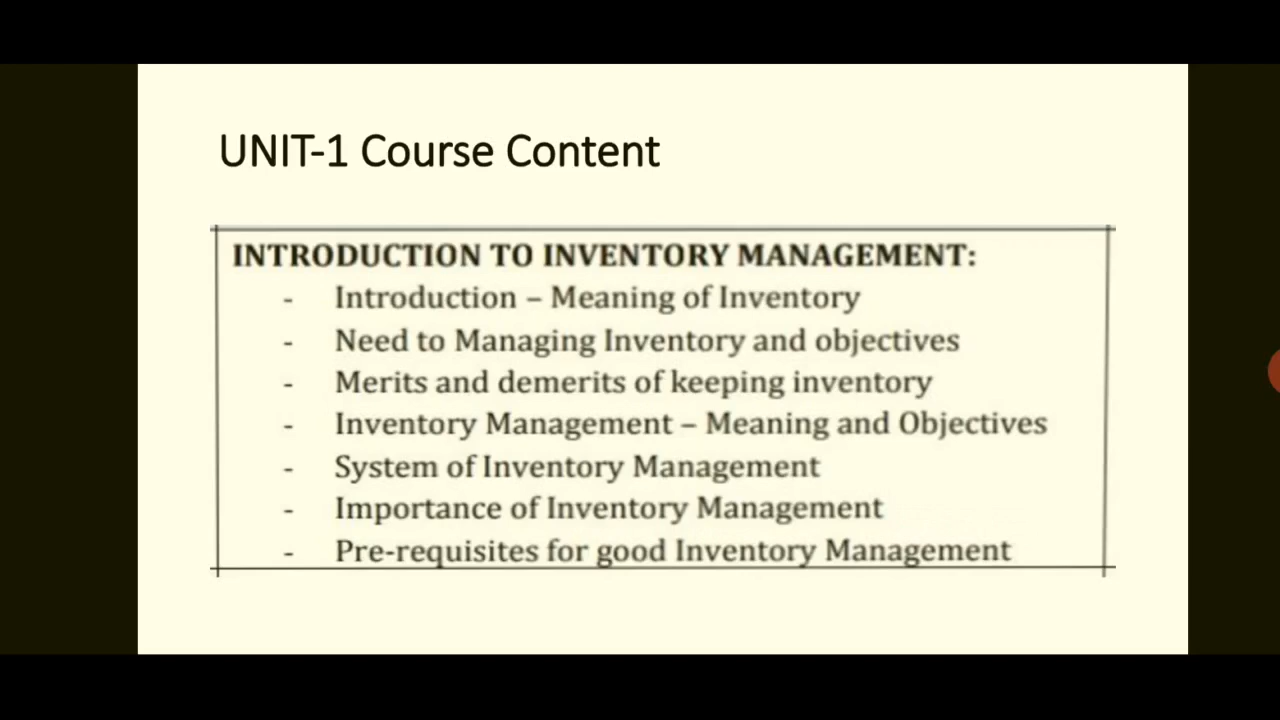 UNIT-1 Course Content
INTRODUCTION TO INVENTORY MANAGEMENT:
- Introduction – Meaning of Inventory
- Need to Managing Inventory and objectives
- Merits and demerits of keeping inventory
- Inventory Management – Meaning and Objectives
- System of Inventory Management
- Importance of Inventory Management
- Pre-requisites for good Inventory Management